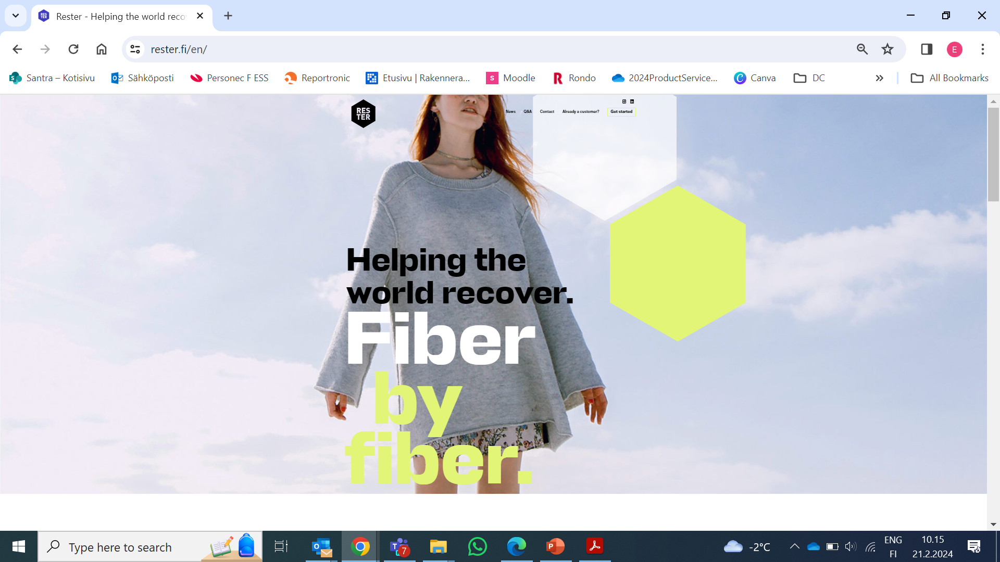 Rester - Helping the world reco
rester.fi/en/
E
Santra – Kotisivu
Sähköposti
Personec F ESS
Reportronic
Etusivu | Rakennera...
Moodle
Rondo
2024ProductService...
Canva
DC
All Bookmarks
RES
TER
News
Q&A
Contact
Already a customer?
Get started
Helping the
world recover.
Fiber
by
fiber.
Type here to search
7
-2°C
ENG
FI
10.15
21.2.2024